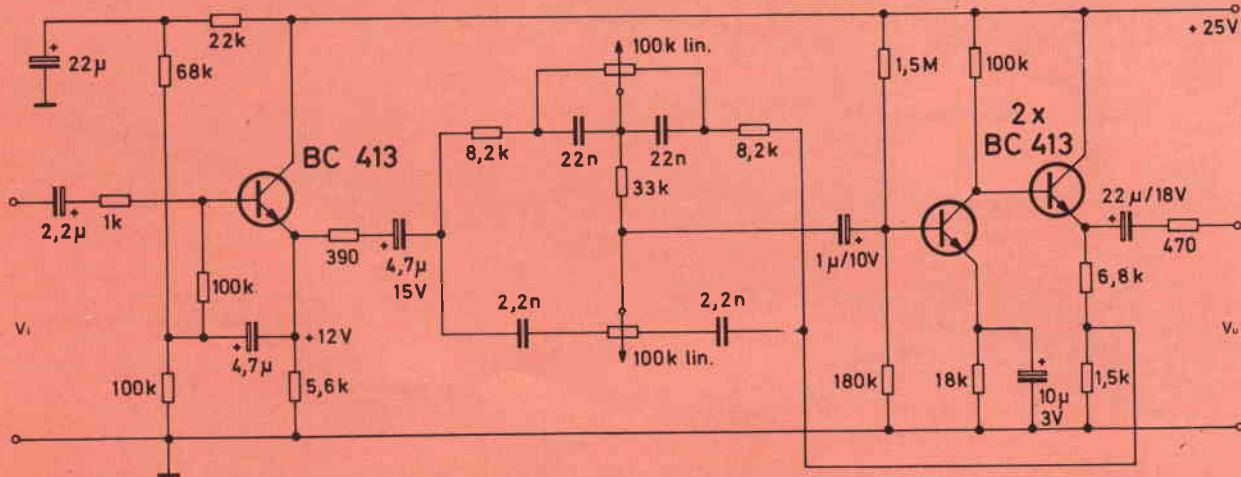 22k
100k lin.
+ 25V
22µ
68k
1,5M
100k
2 x
BC 413
BC 413
8,2k
22n
22n
8,2k
33k
22µ/18V
2,2µ
1k
390
4,7µ
15V
1µ/10V
470
100k
6,8k
2,2n
2,2n
Vi
+12V
Vu
4,7µ
100k lin.
100k
5,6k
180k
18k
10µ
3V
1,5k